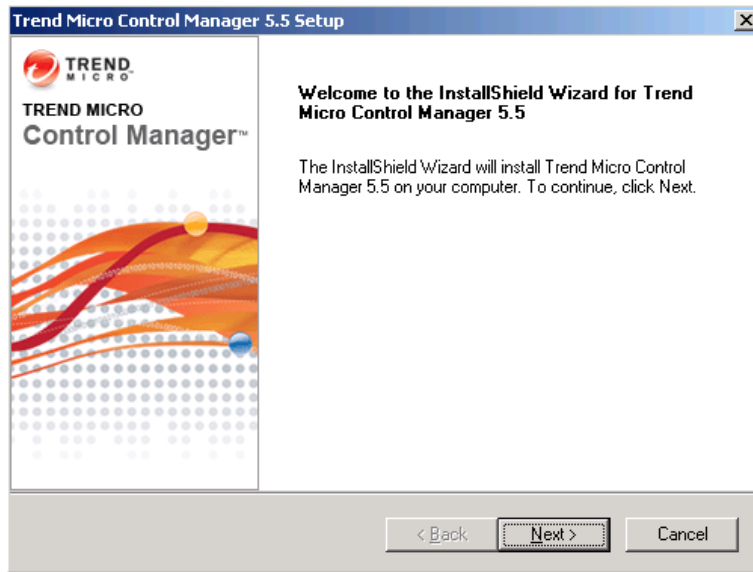 Trend Micro Control Manager 5.5 Setup
TREND
MICRO
TREND MICRO
Control Manager™
Welcome to the InstallShield Wizard for Trend
Micro Control Manager 5.5
The InstallShield Wizard will install Trend Micro Control
Manager 5.5 on your computer. To continue, click Next.
< Back
Next >
Cancel